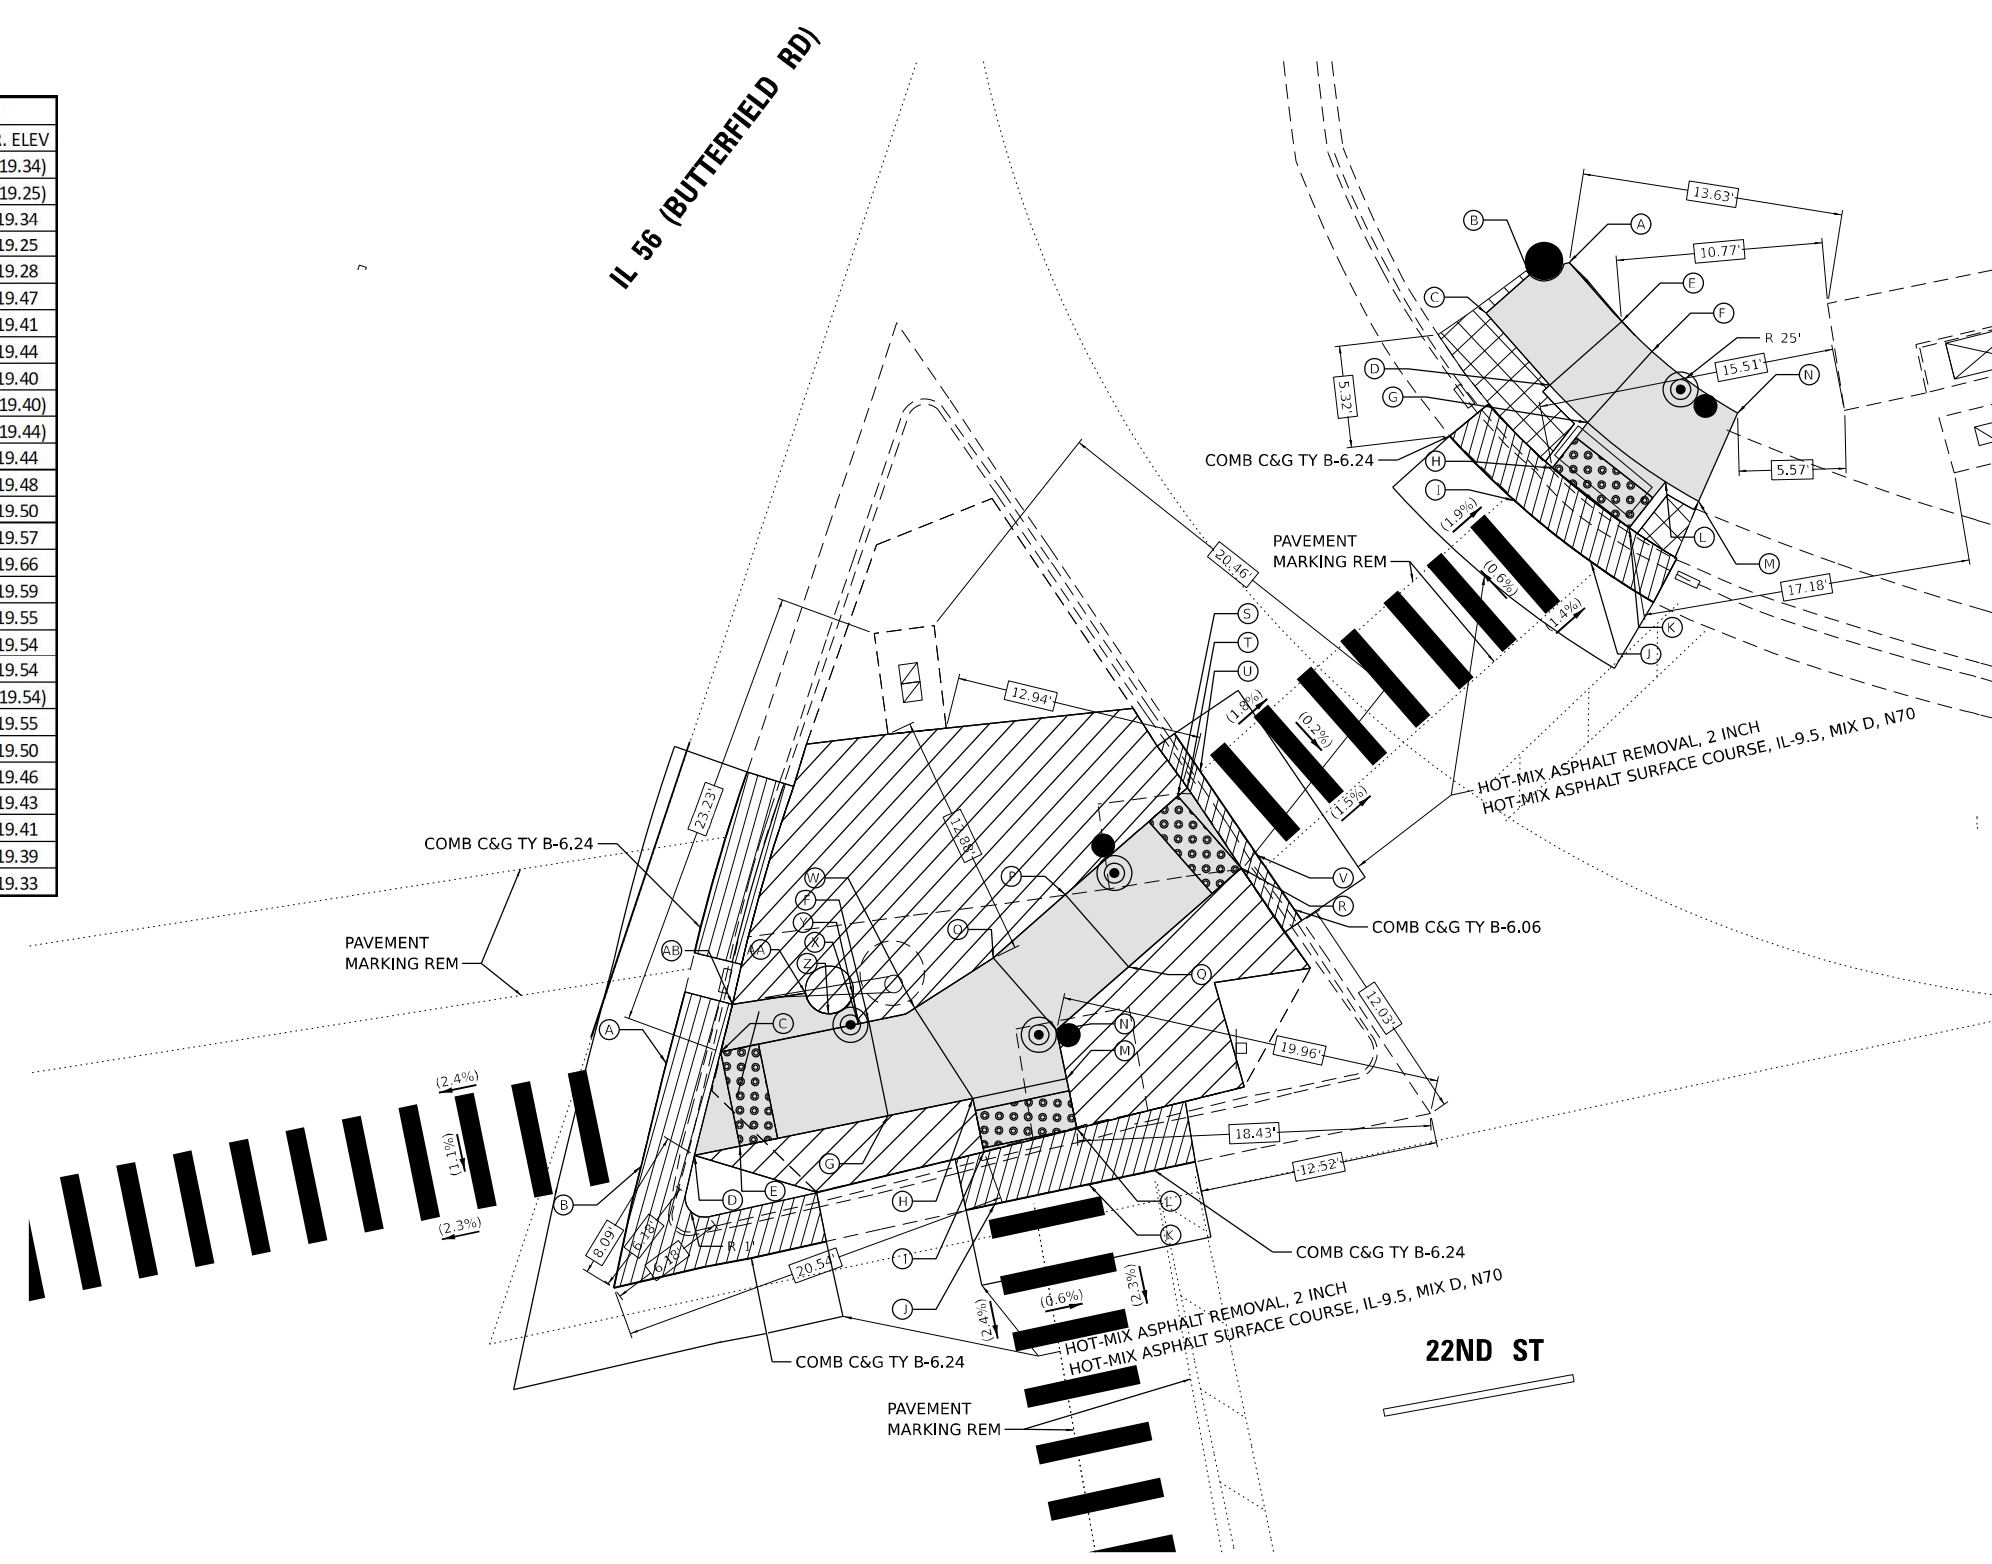 R. ELEV
19.34)
19.25)
19.34
19.25
19.28
19.47
19.41
19.44
19.40
19.40)
19.44)
19.44
19.48
19.50
19.57
19.66
19.59
19.55
19.54
19.54
19.54)
19.55
19.50
19.46
19.43
19.41
19.39
19.33
IL 56 (BUTTERFIELD RD)
13.63'
B
A
10.77'
E
C
F
R 25'
15.51'
D
N
5.32'
G
COMB C&G TY B-6.24
H
5.57'
I
(1.9%)
PAVEMENT
MARKING REM
L
M
20.46'
(0.6%)
17.18'
(1.4%)
K
J
S
T
U
12.94'
(1.8%)
(0.2%)
(1.5%)
HOT-MIX ASPHALT REMOVAL, 2 INCH
HOT-MIX ASPHALT SURFACE COURSE, IL-9.5, MIX D, N70
23.23'
12.88'
COMB C&G TY B-6.24
W
P
V
F
R
Y
O
COMB C&G TY B-6.06
X
PAVEMENT
MARKING REM
AB
AA
Z
Q
12.03'
A
C
N
M
19.96'
(2.4%)
(1.1%)
18.43'
G
12.52'
D
E
H
L
B
(2.3%)
8.09'
6.18'
6.18'
R 1'
K
20.54'
I
COMB C&G TY B-6.24
J
(0.6%)
(2.3%)
(2.4%)
HOT-MIX ASPHALT REMOVAL, 2 INCH
HOT-MIX ASPHALT SURFACE COURSE, IL-9.5, MIX D, N70
COMB C&G TY B-6.24
22ND ST
PAVEMENT
MARKING REM